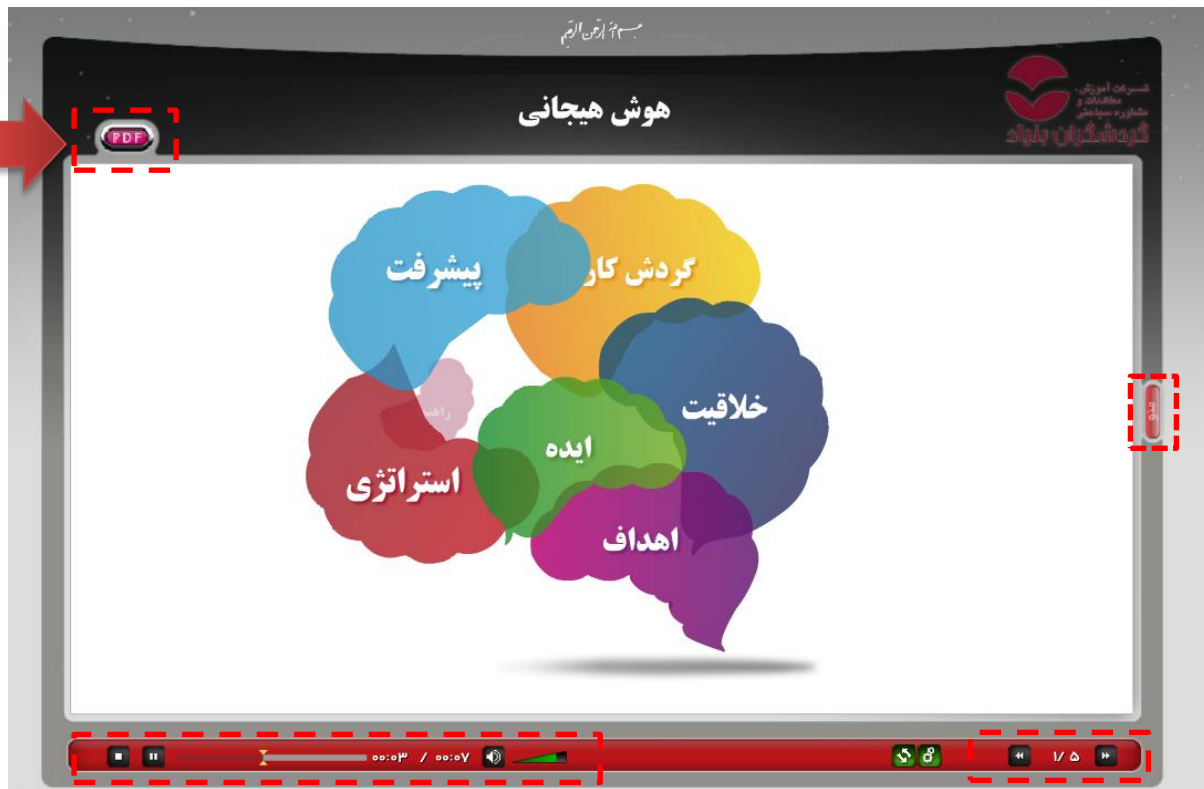 بسم الله الرحمن الرحیم
هوش هیجانی
شرکت آموزش،
مطالعات و
مشاوره سیاحتی
گردشگران بنیاد
PDF
گردش کار
پیشرفت
خلاقیت
ایده
استراتژی
اهداف
منو
۰۰:۰۳ / ۰۰:۰۷
۱/ ۵